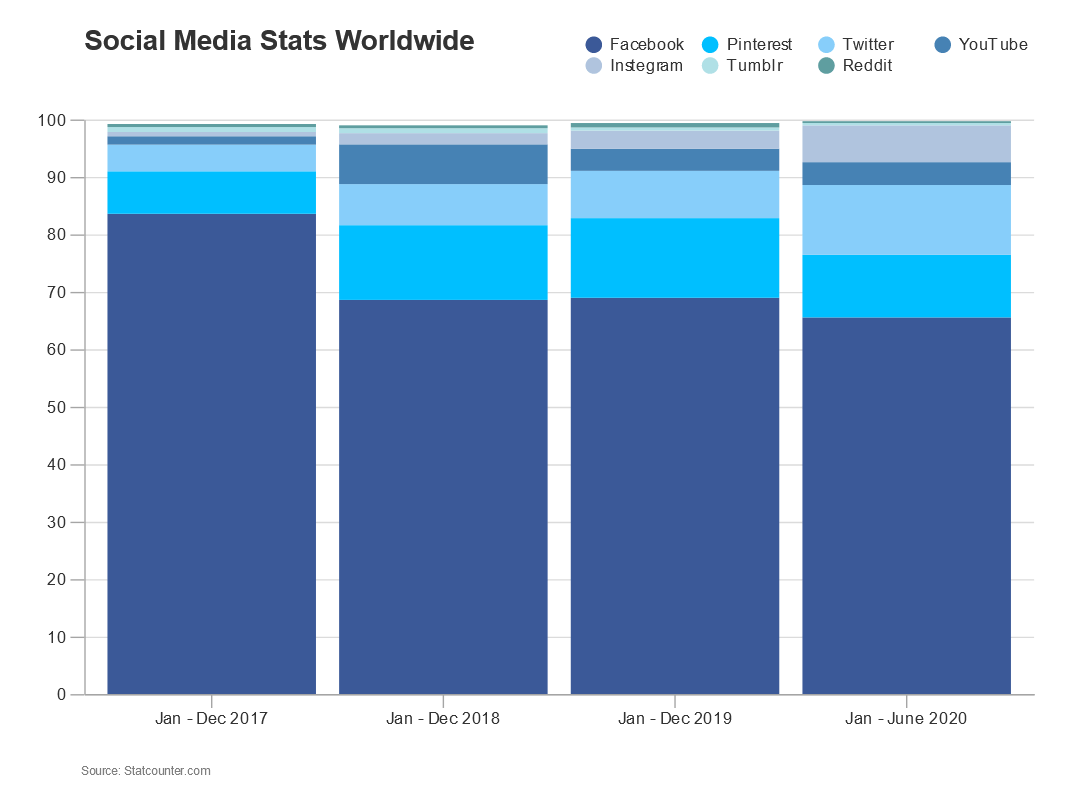 Social Media Stats Worldwide
Facebook Pinterest Twitter YouTube
Instegram Tumblr Reddit
100
90
80
70
60
50
40
30
20
10
0
Jan - Dec 2017 Jan - Dec 2018 Jan - Dec 2019 Jan - June 2020
Source: Statcounter.com